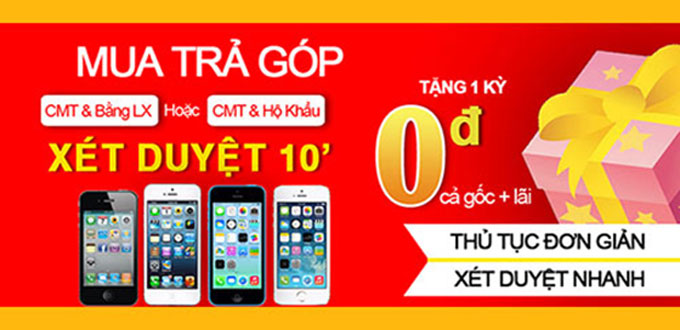 MUA TRẢ GÓP
CMT & Bằng LX Hoặc CMT & Hộ Khẩu
XÉT DUYỆT 10’
TẶNG 1 KỲ
0đ
cả gốc + lãi
THỦ TỤC ĐƠN GIẢN
XÉT DUYỆT NHANH